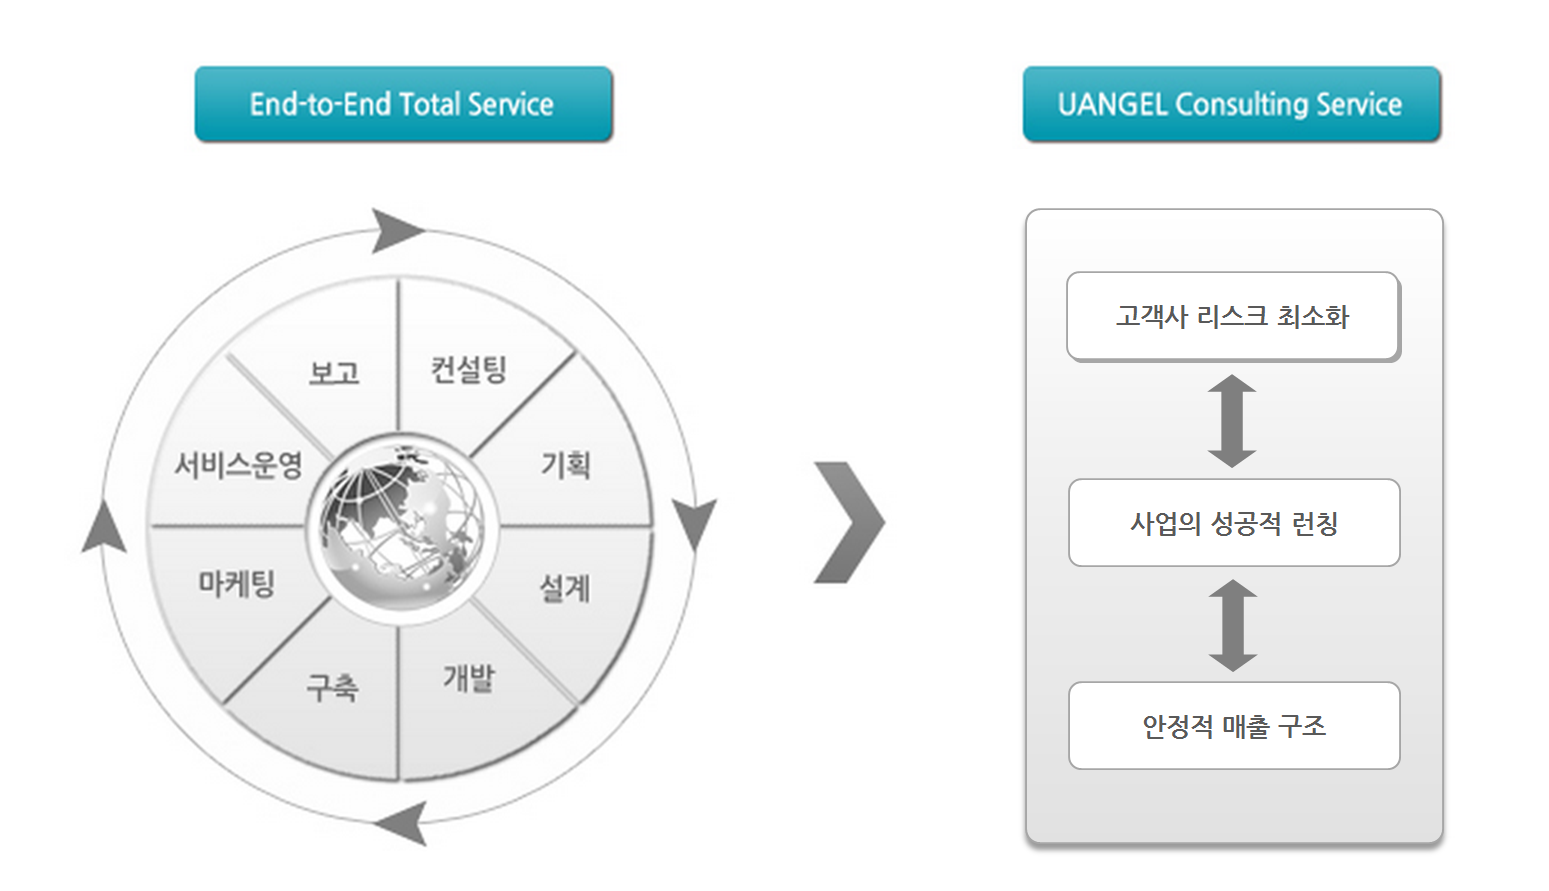 End-to-End Total Service
UANGEL Consulting Service
보고
컨설팅
서비스운영
기획
마케팅
설계
구축
개발
고객사 리스크 최소화
사업의 성공적 런칭
안정적 매출 구조